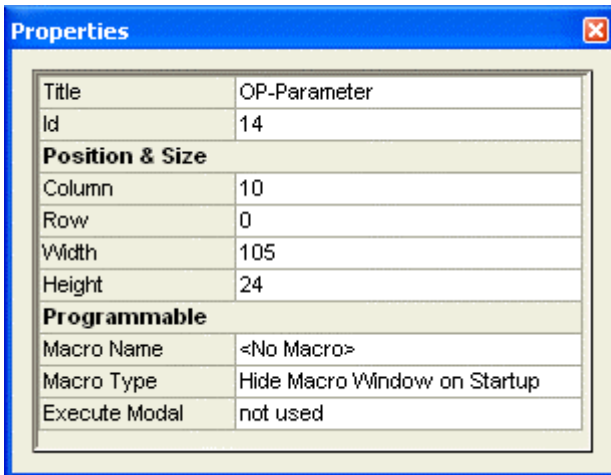 Properties
Title OP-Parameter
Id 14
Position & Size
Column 10
Row 0
Width 105
Height 24
Programmable
Macro Name <No Macro>
Macro Type Hide Macro Window on Startup
Execute Modal not used